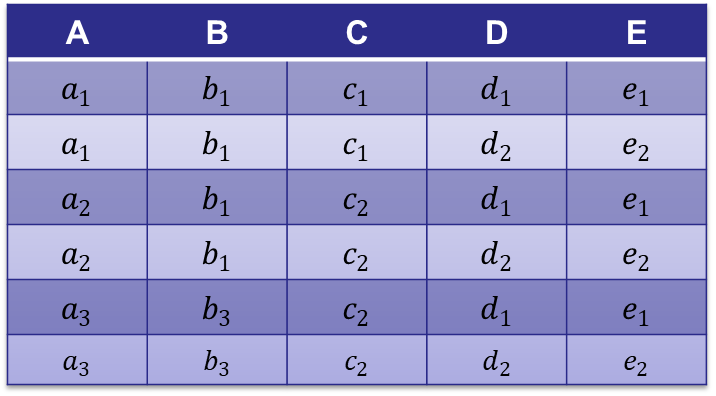 A B C D E
a₁ b₁ c₁ d₁ e₁
a₁ b₁ c₁ d₂ e₂
a₂ b₁ c₂ d₁ e₁
a₂ b₁ c₂ d₂ e₂
a₃ b₃ c₂ d₁ e₁
a₃ b₃ c₂ d₂ e₂